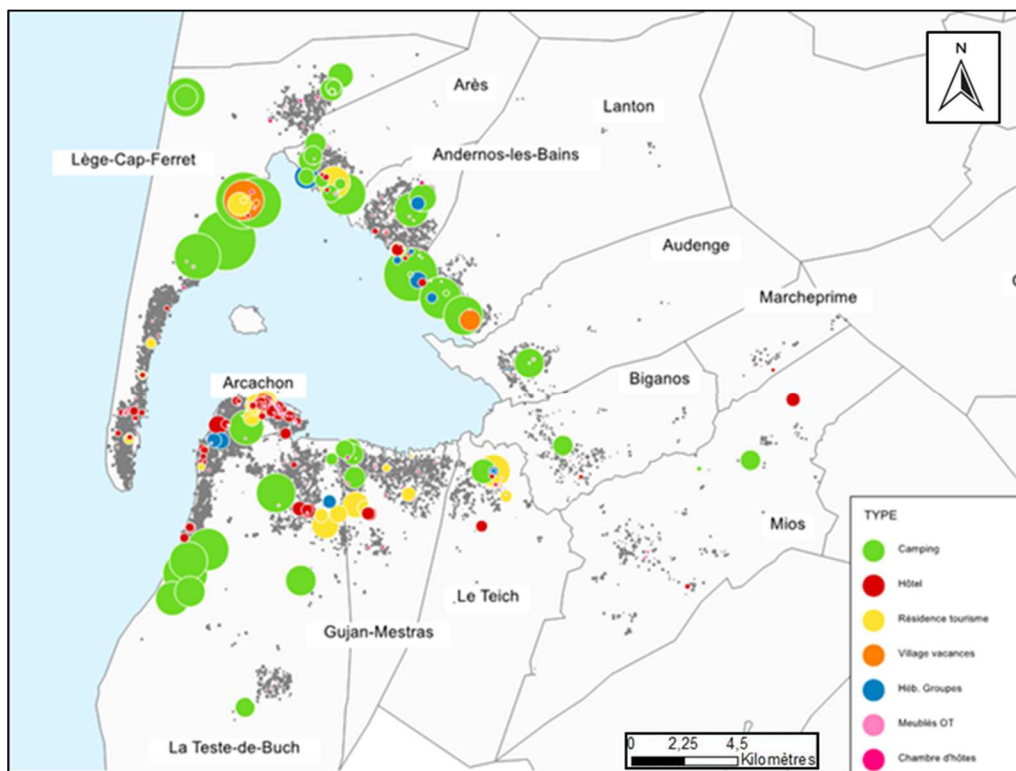 N
Arès
Lanton
Lège-Cap-Ferret
Andernos-les-Bains
Audenge
Marcheprime
Arcachon
Biganos
Mios
Le Teich
Gujan-Mestras
La Teste-de-Buch
0 2,25 4,5
Kilomètres
TYPE
Camping
Hôtel
Résidence tourisme
Village vacances
Héb. Groupes
Meublés OT
Chambre d'hôtes